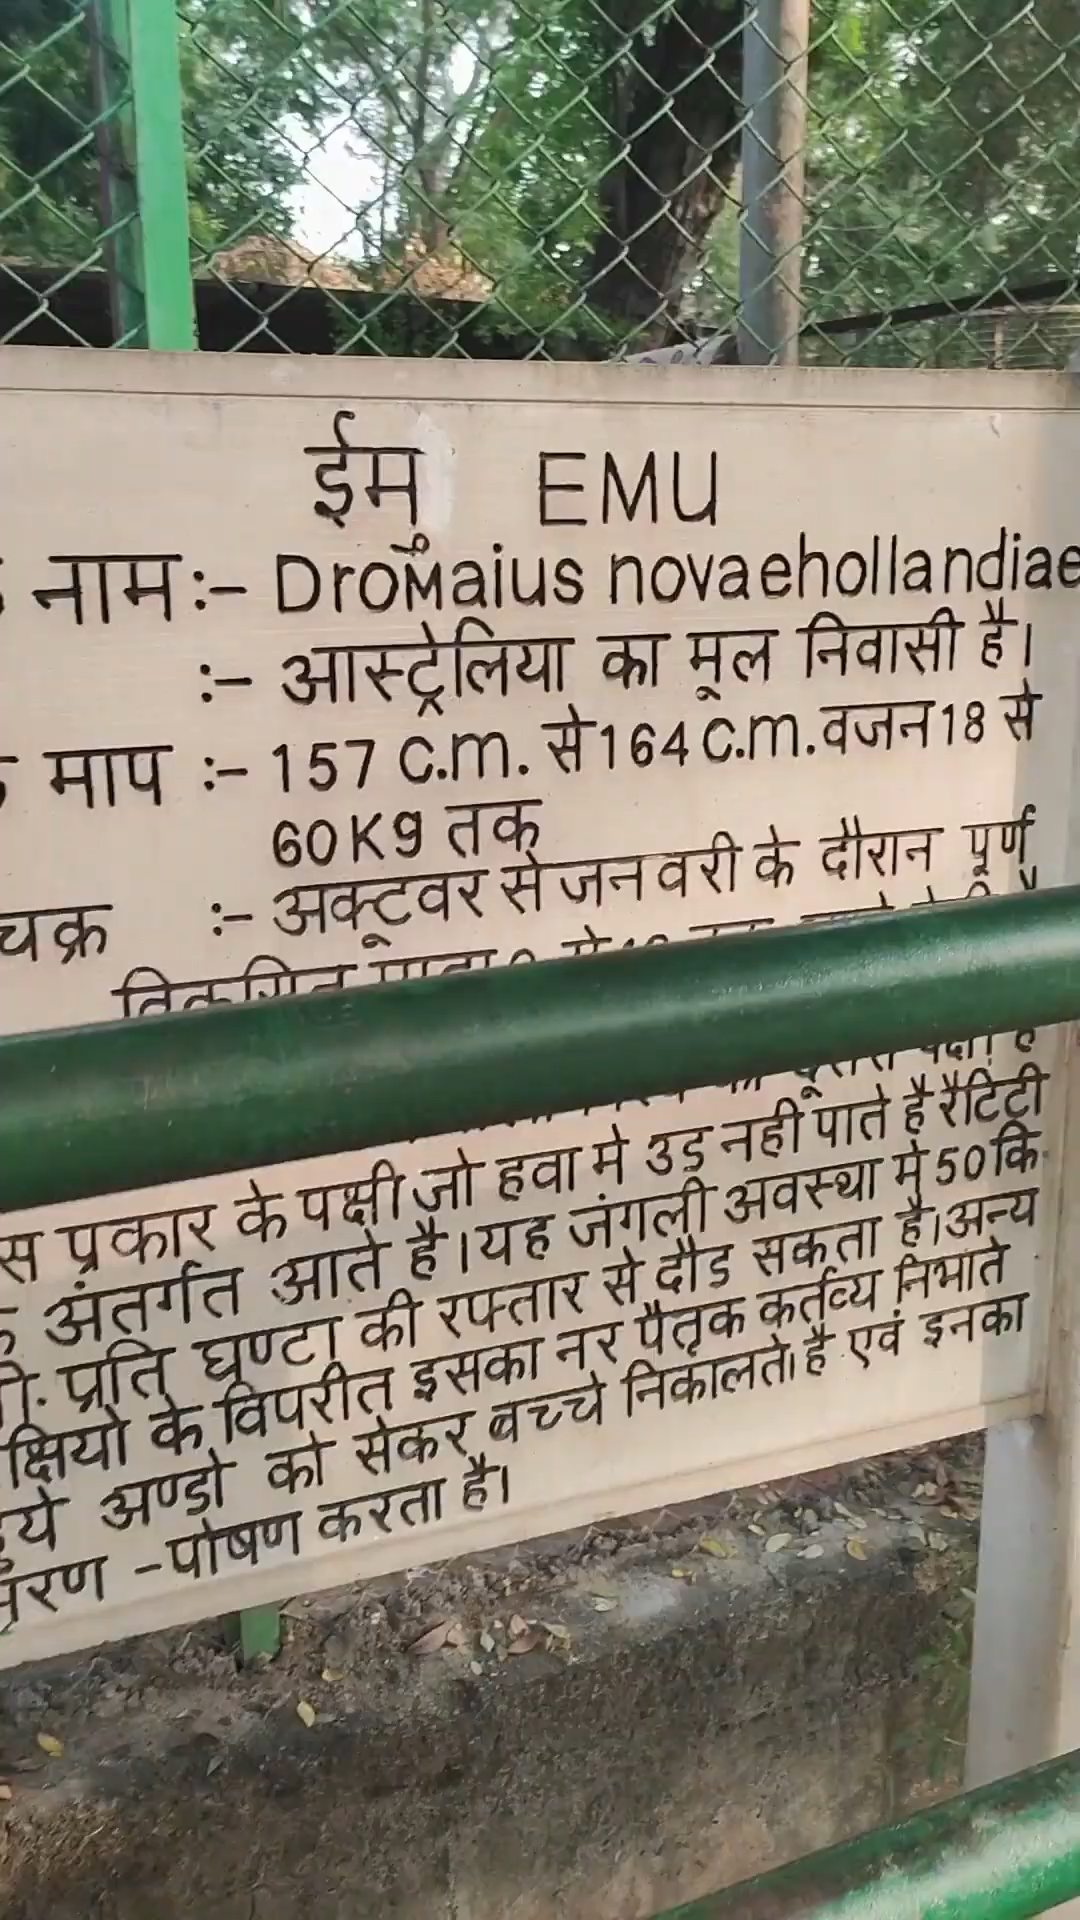 ईमु EMU
नाम :- Dromaius novaehollandiae
:- आस्ट्रेलिया का मूल निवासी है।
माप :- 157 C.m. से 164 C.m. वजन 18 से
60 Kg तक
चक्र :- अक्टूवर से जनवरी के दौरान पूर्ण
प्रकार के पक्षी जो हवा मे उड़ नही पाते है रैटिटी
अंतर्गत आते है। यह जंगली अवस्था मे 50 कि.
प्रति घण्टा की रफ्तार से दौड सकता है। अन्य
के विपरीत इसका नर पैतृक कर्तव्य निभाते
अण्डो को सेकर बच्चे निकालते है एवं इनका
-पोषण करता है।